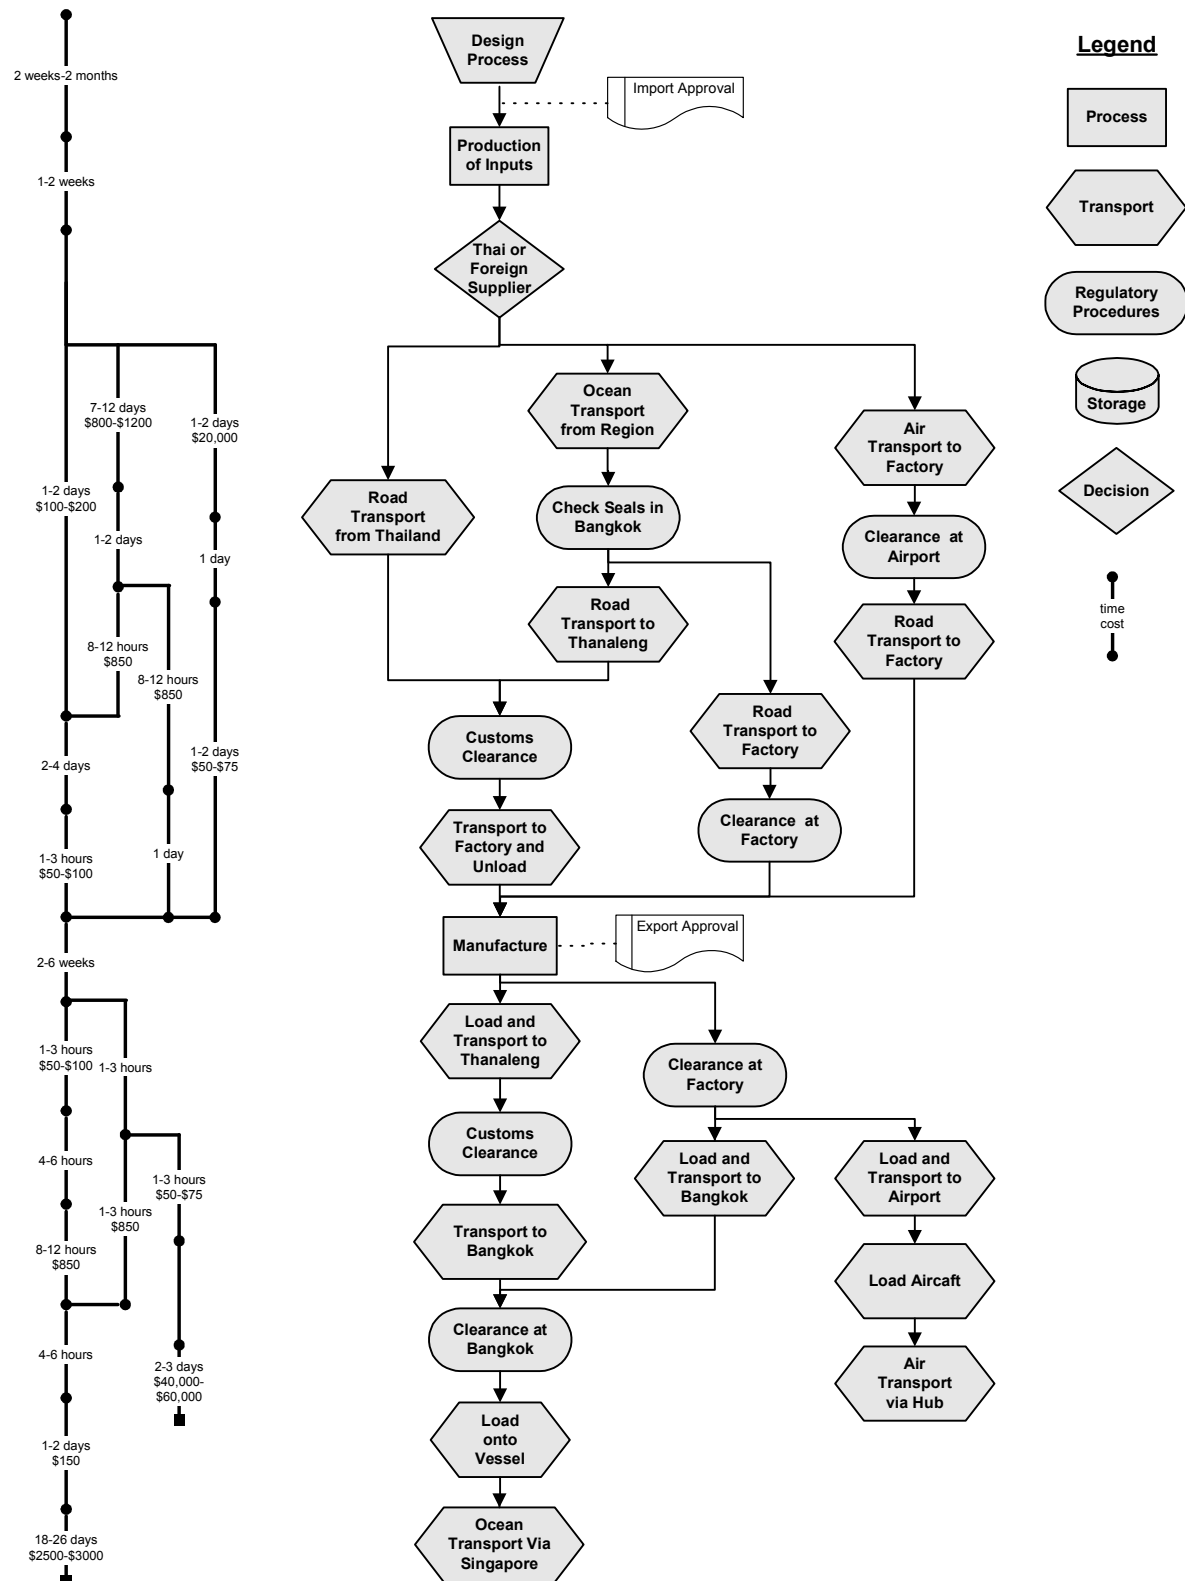 2 weeks-2 months
1-2 weeks
7-12 days
$800-$1200
1-2 days
$20,000
1-2 days
$100-$200
1-2 days
1 day
8-12 hours
$850
8-12 hours
$850
1-2 days
$50-$75
2-4 days
1-3 hours
$50-$100
1 day
2-6 weeks
1-3 hours
$50-$100
1-3 hours
4-6 hours
1-3 hours
$50-$75
1-3 hours
$850
8-12 hours
$850
4-6 hours
2-3 days
$40,000-
$60,000
1-2 days
$150
18-26 days
$2500-$3000
Design
Process
Import Approval
Production
of Inputs
Thai or
Foreign
Supplier
Ocean
Transport
from Region
Air
Transport to
Factory
Road
Transport
from Thailand
Check Seals in
Bangkok
Clearance at
Airport
Road
Transport to
Thanaleng
Road
Transport to
Factory
Customs
Clearance
Road
Transport to
Factory
Transport to
Factory and
Unload
Clearance at
Factory
Manufacture
Export Approval
Load and
Transport to
Thanaleng
Clearance at
Factory
Customs
Clearance
Load and
Transport to
Bangkok
Load and
Transport to
Airport
Transport to
Bangkok
Load Aircaft
Clearance at
Bangkok
Air
Transport
via Hub
Load
onto
Vessel
Ocean
Transport Via
Singapore
Legend
Process
Transport
Regulatory
Procedures
Storage
Decision
time
cost